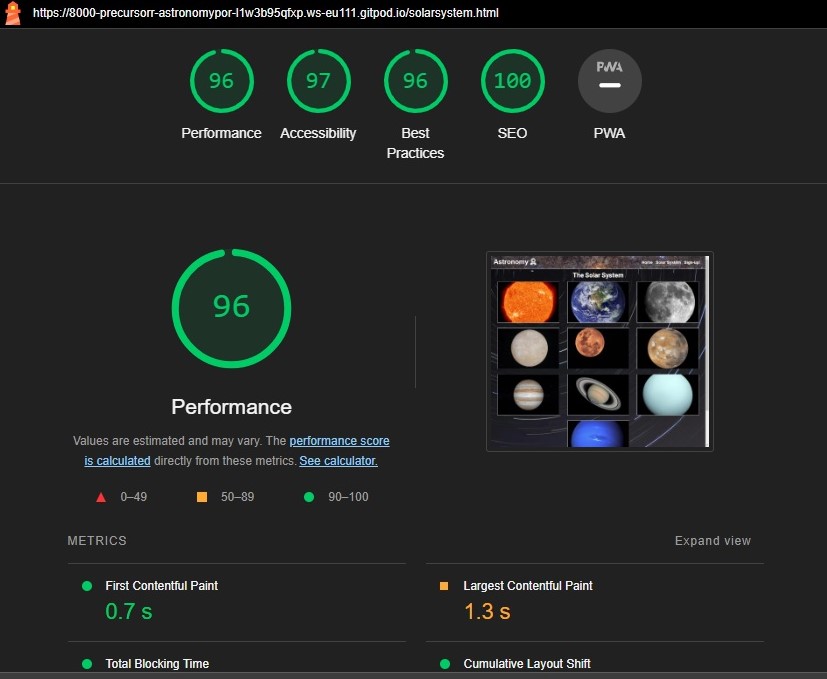 https://8000-precursorr-astronomypor-l1w3b95qfxp.ws-eu111.gitpod.io/solarsystem.html
96
97
96
100
PWA
Performance
Accessibility
Best
Practices
SEO
PWA
96
Performance
Values are estimated and may vary. The performance score
is calculated directly from these metrics. See calculator.
0–49
50–89
90–100
Astronomy
Home Solar System Sign-up
The Solar System
METRICS
Expand view
First Contentful Paint
0.7 s
Largest Contentful Paint
1.3 s
Total Blocking Time
Cumulative Layout Shift